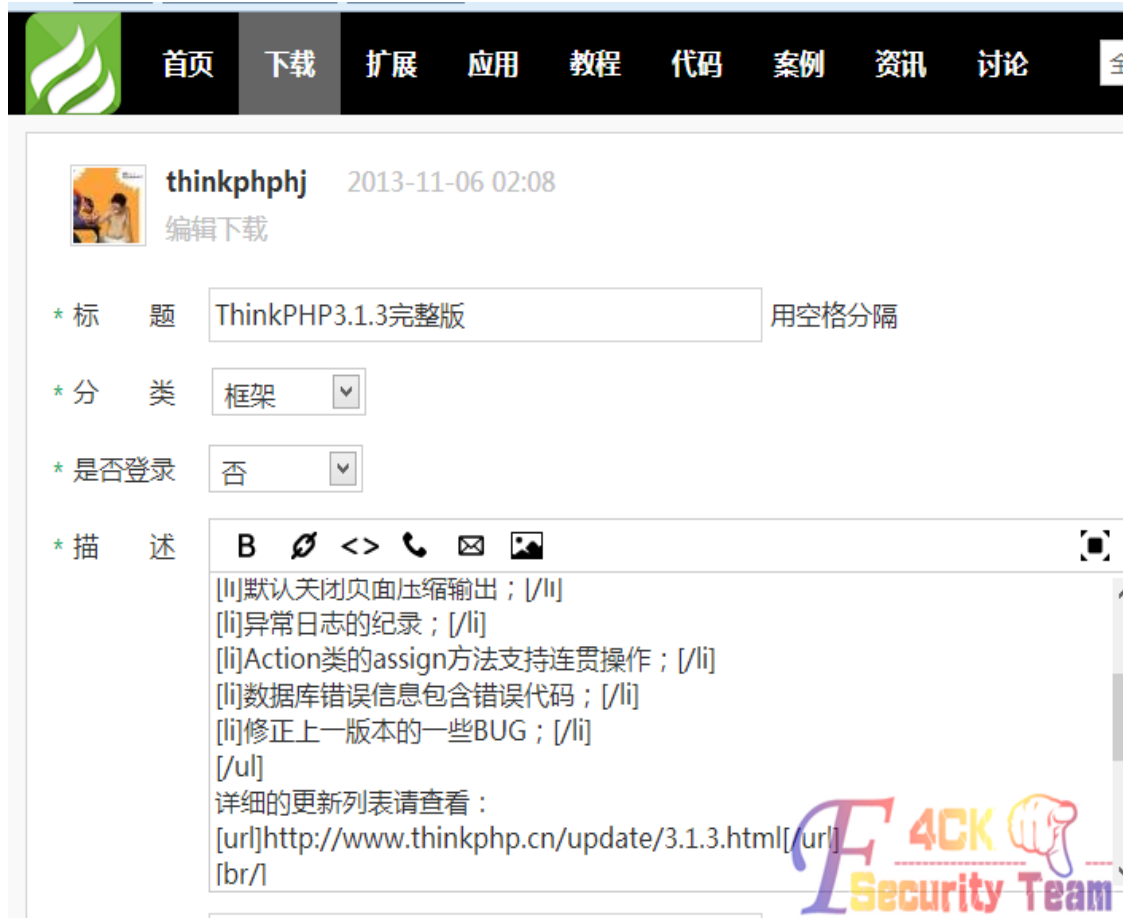 首页 下载 扩展 应用 教程 代码 案例 资讯 讨论 全
thinkphphj 2013-11-06 02:08
编辑下载
* 标 题 ThinkPHP3.1.3完整版 用空格分隔
* 分 类 框架
* 是否登录 否
* 描 述 B <>
[li]默认关闭页面压缩输出；[/li]
[li]异常日志的纪录；[/li]
[li]Action类的assign方法支持连贯操作；[/li]
[li]数据库错误信息包含错误代码；[/li]
[li]修正上一版本的一些BUG；[/li]
[/ul]
详细的更新列表请查看：
[url]http://www.thinkphp.cn/update/3.1.3.html[/url]
[br/]
F4CK
Security Team